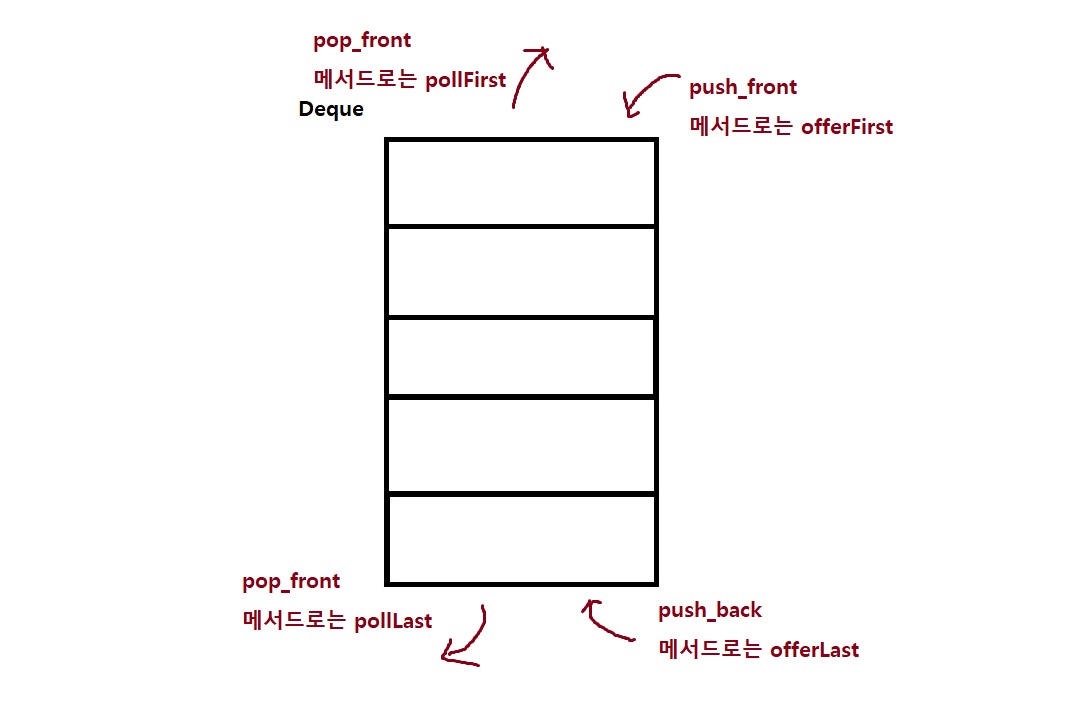 pop_front
메서드로는 pollFirst
Deque
push_front
메서드로는 offerFirst
pop_front
메서드로는 pollLast
push_back
메서드로는 offerLast